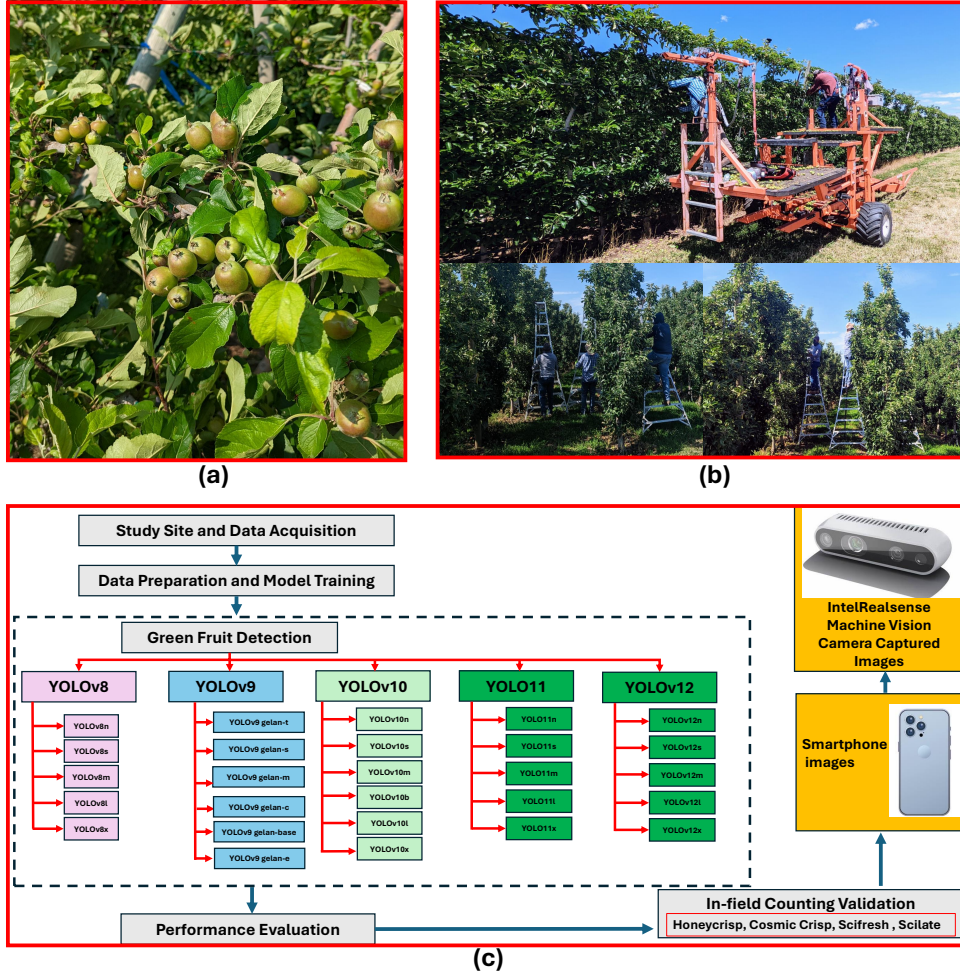 (a)
(b)
Study Site and Data Acquisition
Data Preparation and Model Training
Green Fruit Detection
YOLOv8
YOLOv8n
YOLOv8s
YOLOv8m
YOLOv8l
YOLOv8x
YOLOv9
YOLOv9 gelan-t
YOLOv9 gelan-s
YOLOv9 gelan-m
YOLOv9 gelan-c
YOLOv9 gelan-base
YOLOv9 gelan-e
YOLOv10
YOLOv10n
YOLOv10s
YOLOv10m
YOLOv10b
YOLOv10l
YOLOv10x
YOLO11
YOLO11n
YOLO11s
YOLO11m
YOLO11l
YOLO11x
YOLOv12
YOLOv12n
YOLOv12s
YOLOv12m
YOLOv12l
YOLOv12x
Performance Evaluation
In-field Counting Validation
Honeycrisp, Cosmic Crisp, Scifresh , Scilate
Smartphone
images
IntelRealsense
Machine Vision
Camera Captured
Images
(c)